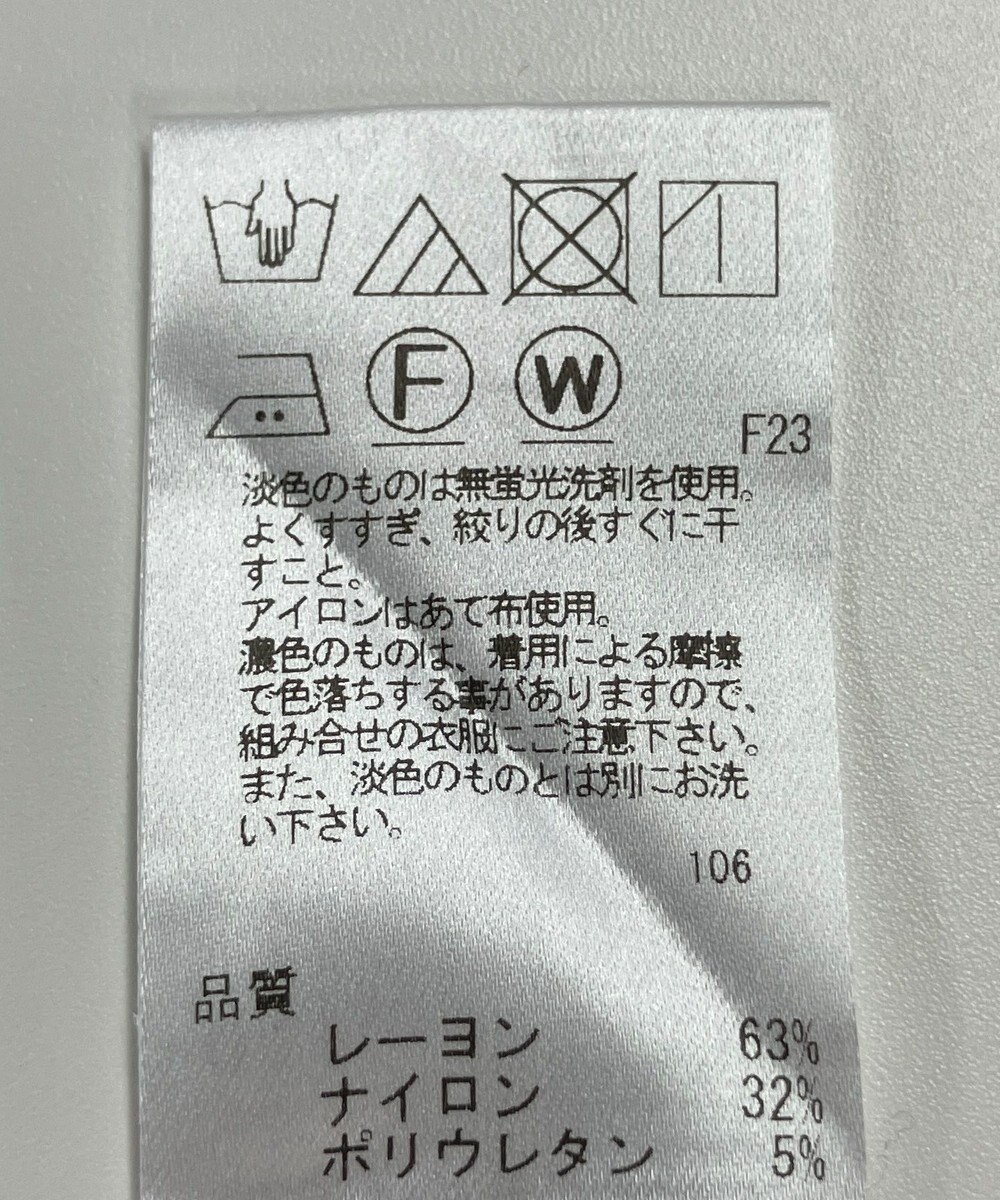 F
W
F23
淡色のものは無蛍光洗剤を使用。
よくすすぎ、絞りの後すぐに干
すこと。
アイロンはあて布使用。
濃色のものは、着用による摩擦
で色落ちする事がありますので、
組み合せの衣服にご注意下さい。
また、淡色のものとは別にお洗
い下さい。
106
品質
レーヨン 63%
ナイロン 32%
ポリウレタン 5%